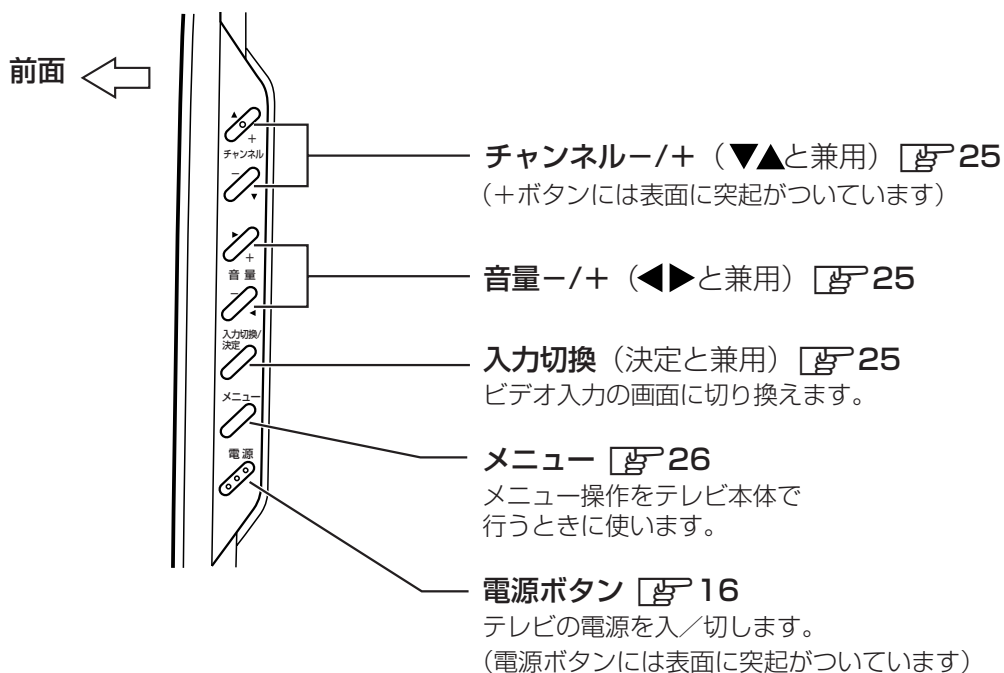 前面
▲
+
チャンネル
−
▼
▶
+
音量
−
◀
入力切換/
決定
メニュー
電源
チャンネル−/+（▼▲と兼用） 25
（+ボタンには表面に突起がついています）
音量−/+（◀▶と兼用） 25
入力切換（決定と兼用） 25
ビデオ入力の画面に切り換えます。
メニュー 26
メニュー操作をテレビ本体で
行うときに使います。
電源ボタン 16
テレビの電源を入／切します。
（電源ボタンには表面に突起がついています）